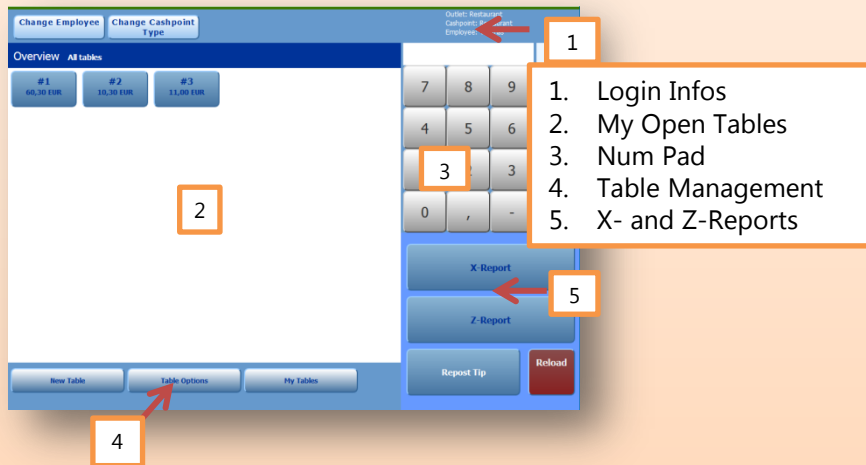 Change Employee
Change Cashpoint
Type
Outlet: Restaurant
Cashpoint: Restaurant
Employee:
1
Overview All tables
#1
60,30 EUR
#2
10,30 EUR
#3
11,80 EUR
7 8 9
4 5 6
3
3
0 , -
2
1. Login Infos
2. My Open Tables
3. Num Pad
4. Table Management
5. X- and Z-Reports
X-Report
5
Z-Report
Repost Tip
Reload
New Table
Table Options
My Tables
4